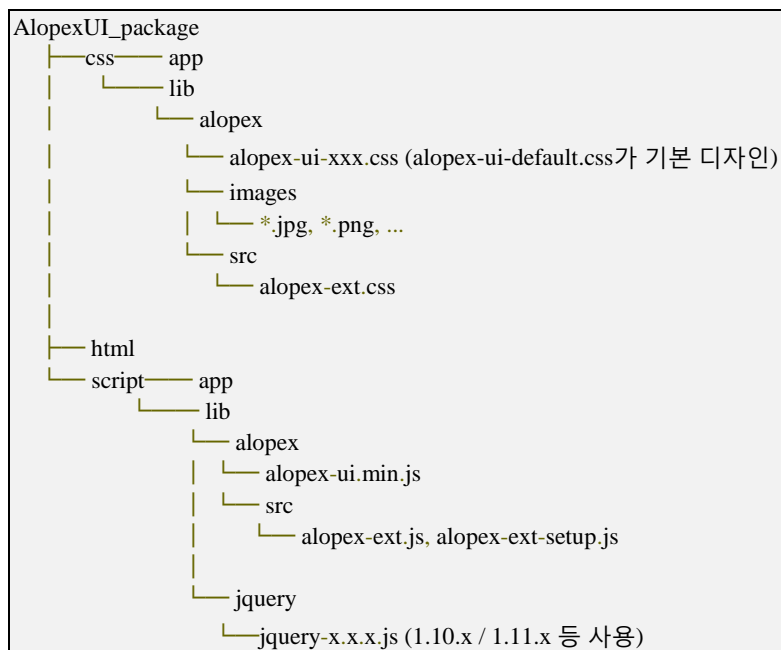 AlopexUI_package
├──css─── app
│ └─── lib
│ └── alopex
│ └── alopex-ui-xxx.css (alopex-ui-default.css가 기본 디자인)
│ └── images
│ │ └── *.jpg, *.png, ...
│ └── src
│ └── alopex-ext.css
│
├── html
└── script─── app
└─── lib
└── alopex
│ └── alopex-ui.min.js
│ └── src
│ └── alopex-ext.js, alopex-ext-setup.js
│
└── jquery
└──jquery-x.x.x.js (1.10.x / 1.11.x 등 사용)